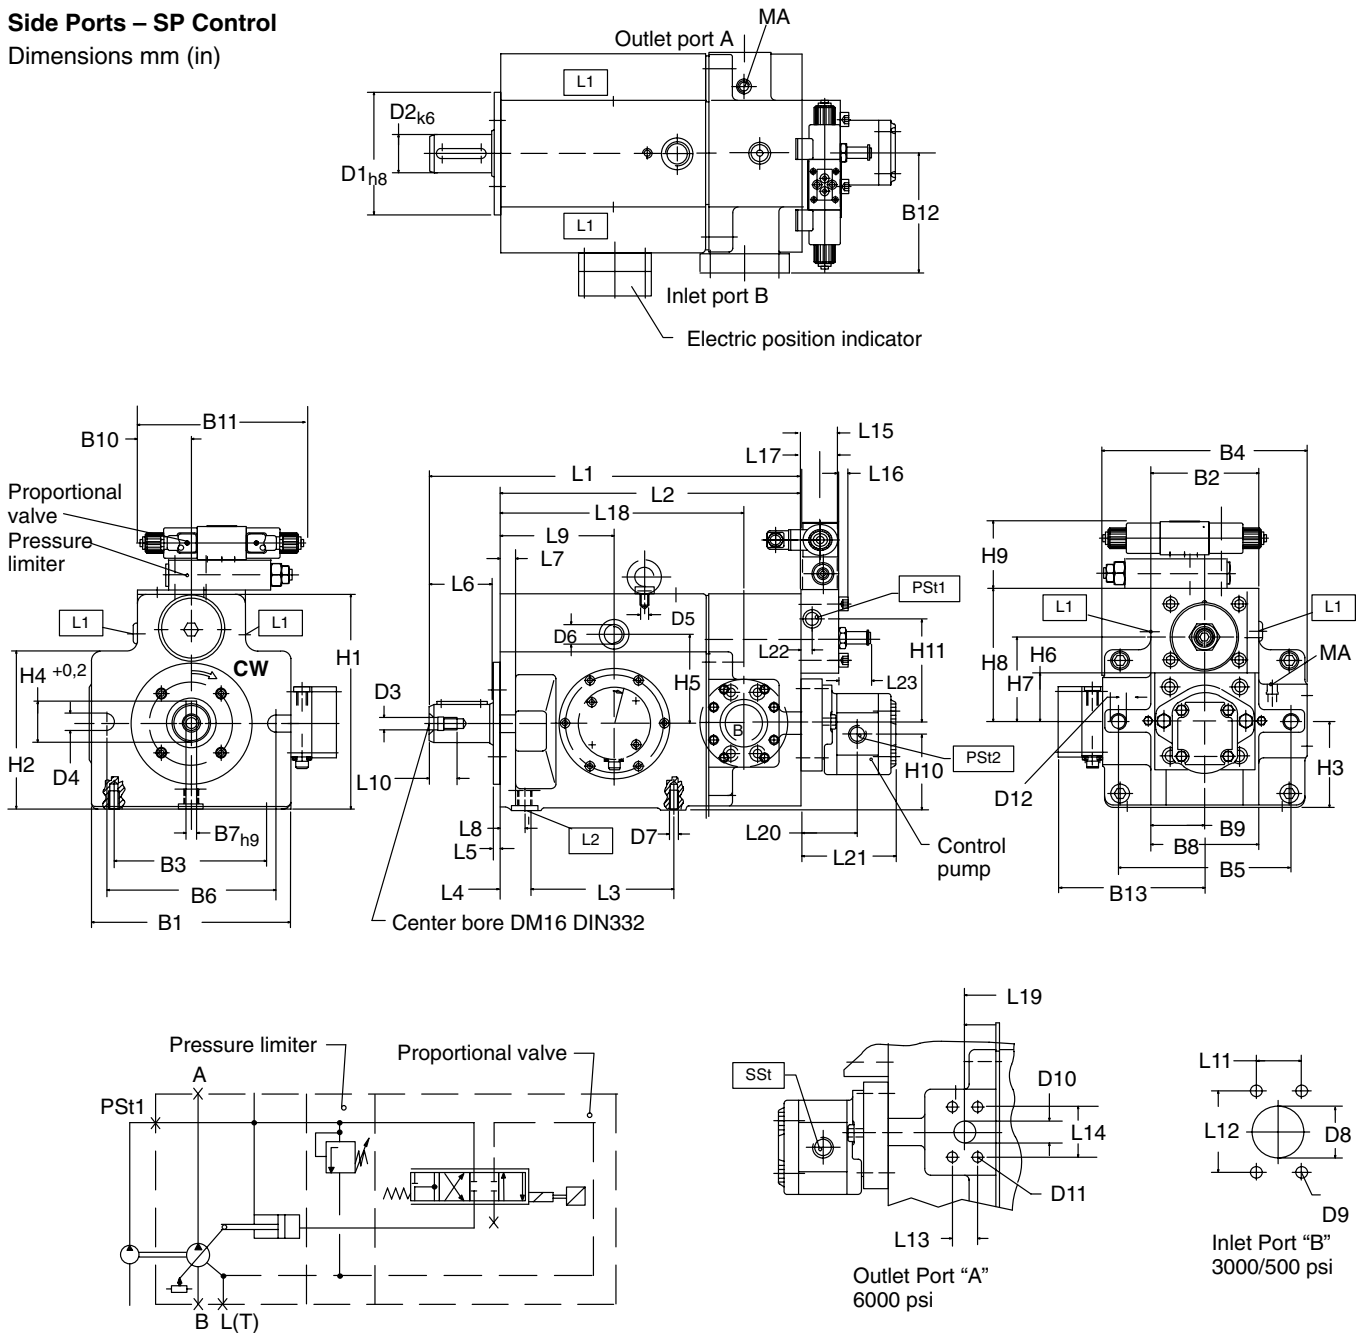 Side Ports – SP Control
Dimensions mm (in)
MA
Outlet port A
L1
D2k6
D1h8
B12
L1
Inlet port B
Electric position indicator
B11
B10
Proportional
valve
Pressure
limiter
L1
L1
CW
H4 +0,2
H1
H2
D4
B7h9
B3
B6
B1
L15
L17
L1
L16
L2
L18
L9
L7
L6
PSt1
D5
D6
L22
H11
H5
D3
L23
B
L10
PSt2
H10
L8
L2
D7
L20
L5
L21
Control
pump
L4
L3
Center bore DM16 DIN332
B4
B2
H9
L1
L1
H8
H6
H7
MA
D12
H3
B9
B8
B5
B13
Pressure limiter
Proportional valve
A
PSt1
B
L(T)
L19
SSt
D10
L14
D11
L13
Outlet Port “A”
6000 psi
L11
L12
D8
D9
Inlet Port “B”
3000/500 psi